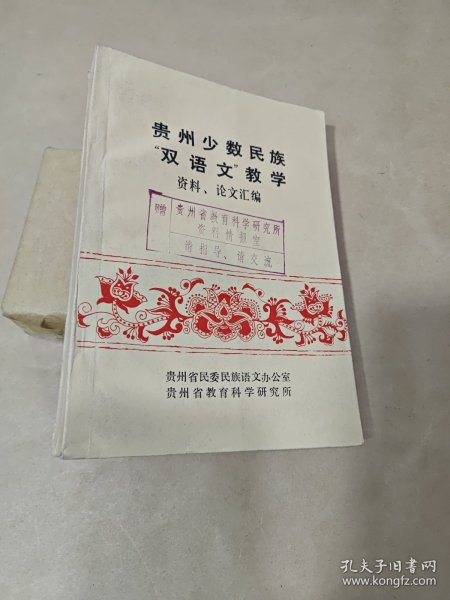 贵州少数民族
“双语文”教学
资料、论文汇编
赠
贵州省教育科学研究所
资料情报室
请指导、请交流
贵州省民委民族语文办公室
贵州省教育科学研究所
孔夫子旧书网
www.kongfz.com